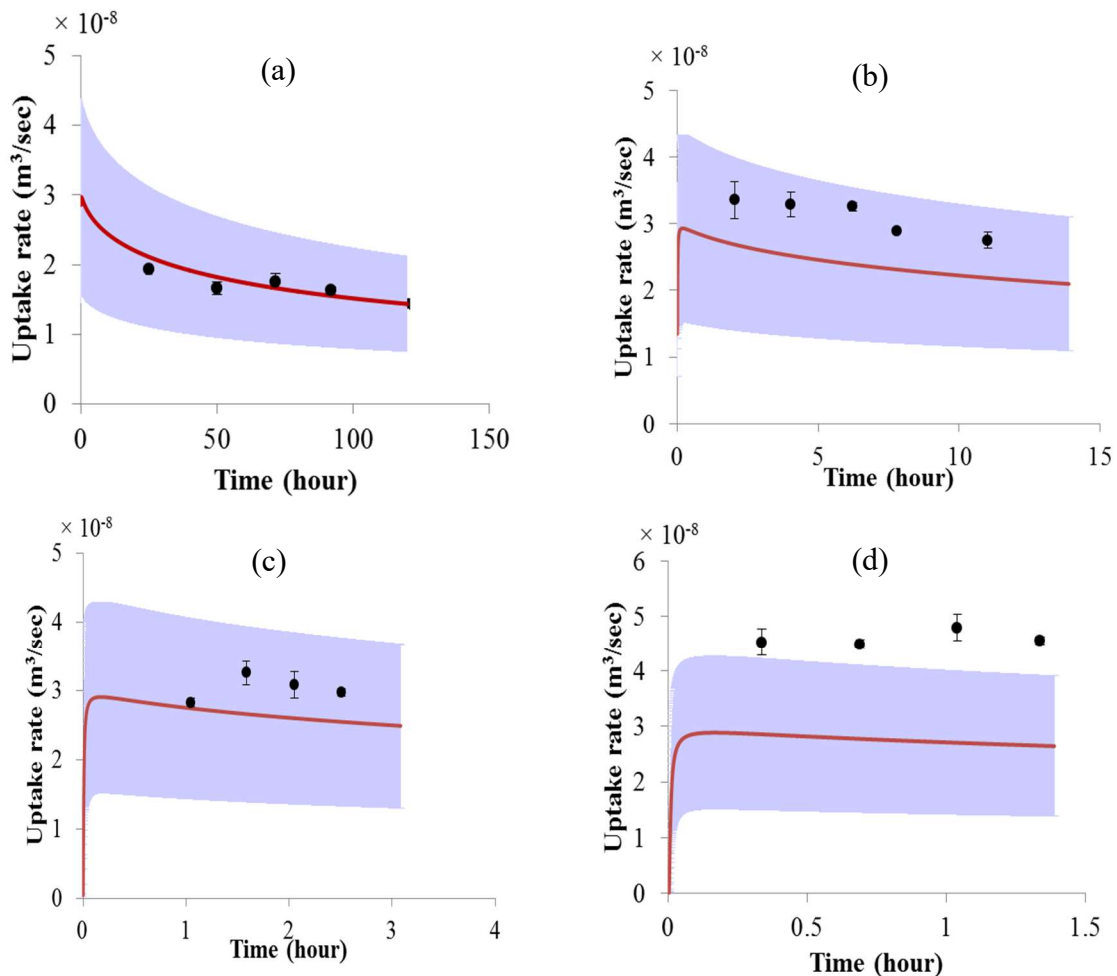 × 10⁻⁸
(a)
Uptake rate (m³/sec)
5
4
3
2
1
0
0 50 100 150
Time (hour)
× 10⁻⁸
(b)
Uptake rate (m³/sec)
5
4
3
2
1
0
0 5 10 15
Time (hour)
× 10⁻⁸
(c)
Uptake rate (m³/sec)
5
4
3
2
1
0
0 1 2 3 4
Time (hour)
× 10⁻⁸
(d)
Uptake rate (m³/sec)
6
5
4
3
2
1
0
0 0.5 1 1.5
Time (hour)